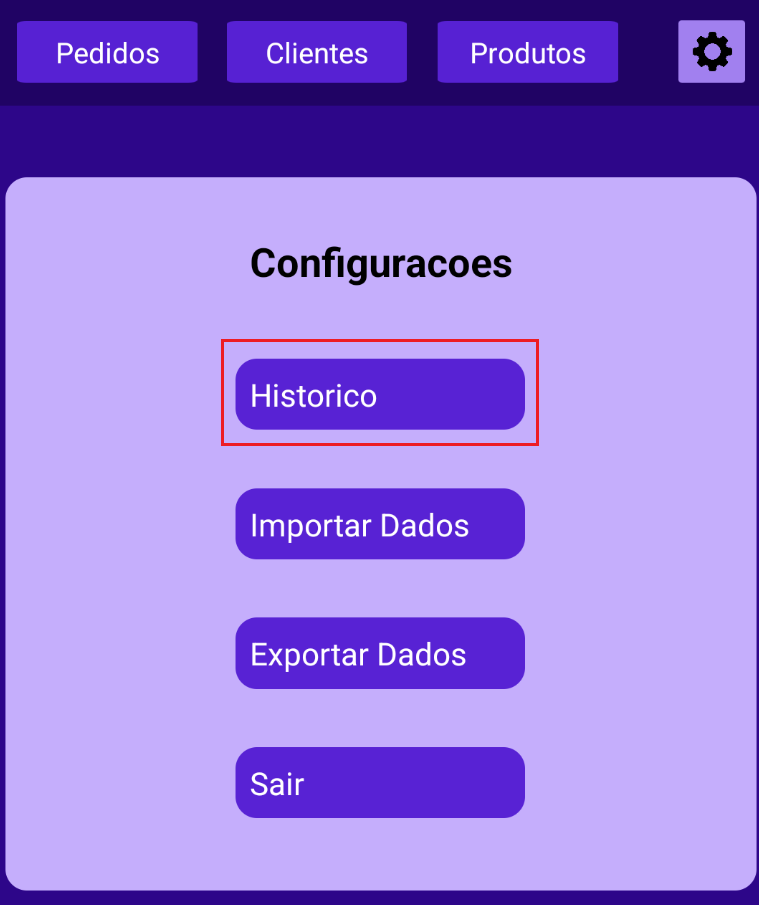 Pedidos Clientes Produtos
Configuracoes
Historico
Importar Dados
Exportar Dados
Sair